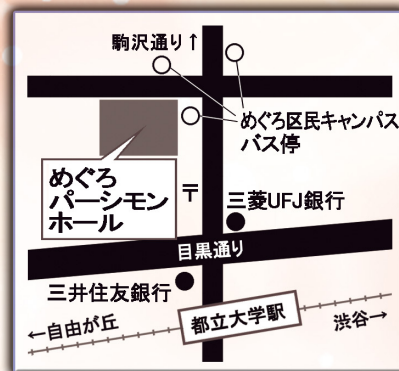 駒沢通り↑
めぐろ区民キャンパス
バス停
めぐろ
パーシモン
ホール
〒
三菱UFJ銀行
目黒通り
三井住友銀行
都立大学駅
←自由が丘
渋谷→